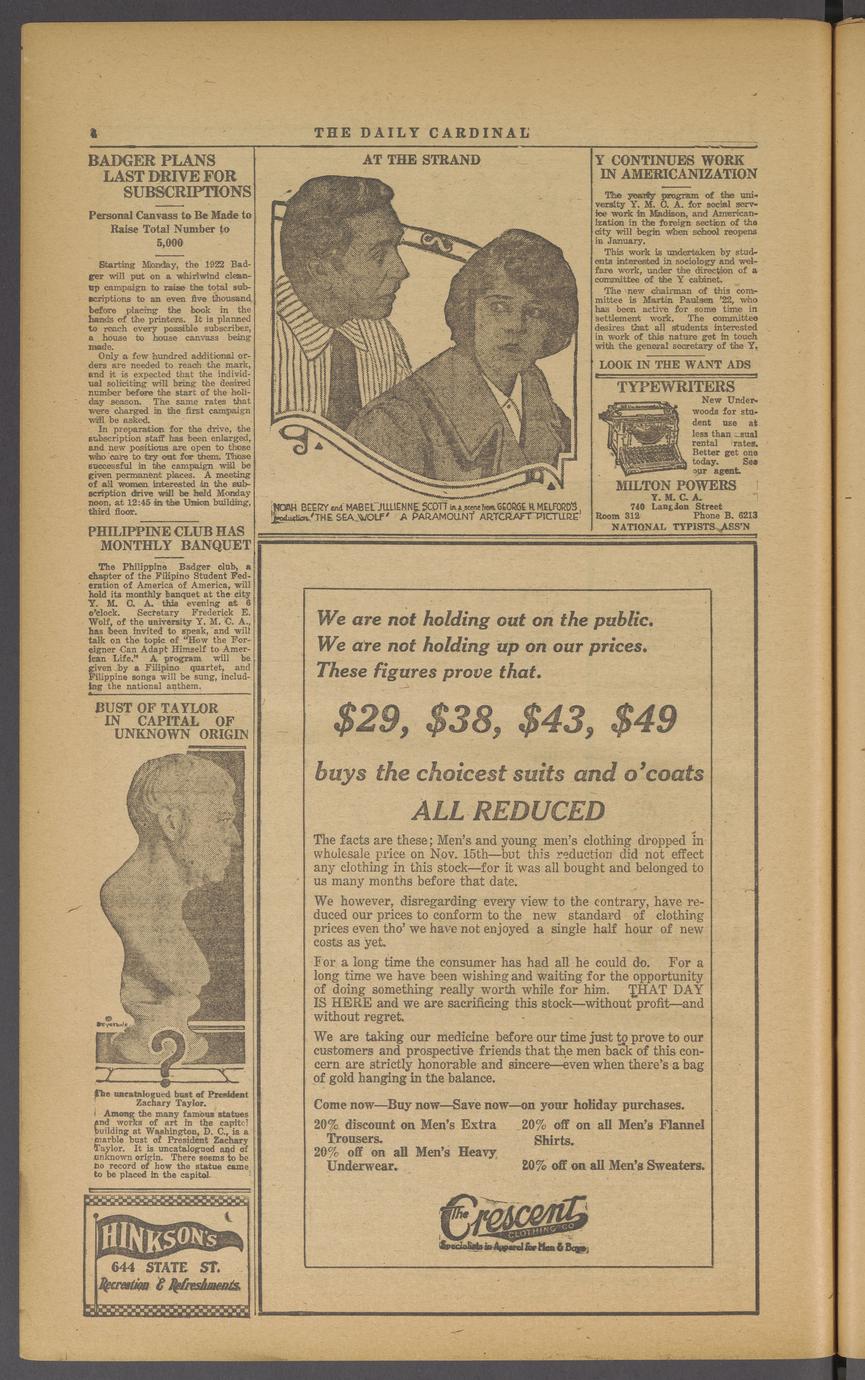 THE DAILY CARDINAL
BADGER PLANS
LAST DRIVE FOR
SUBSCRIPTIONS
Personal Canvass to Be Made to
Raise Total Number to
5,000
Starting Monday, the 1922 Bad-
ger will put on a whirlwind clean-
up campaign to raise the total sub-
scriptions to an even five thousand
before placing the book in the
hands of the printers. It is planned
to reach every possible subscriber,
a house to house canvass being
made.
Only a few hundred additional or-
ders are needed to reach the mark,
and it is expected that the individ-
ual soliciting will bring the desired
number before the start of the holi-
day season. The same rates that
were charged in the first campaign
will be asked.
In preparation for the drive, the
subscription staff has been enlarged,
and new positions are open to those
who care to try out for them. Those
successful in the campaign will be
given permanent places. A meeting
of all women interested in the sub-
scription drive will be held Monday
noon, at 12:45 in the Union building,
third floor.
PHILIPPINE CLUB HAS
MONTHLY BANQUET
The Philippine Badger club, a
chapter of the Filipino Student Fed-
eration of America of America, will
hold its monthly banquet at the city
Y. M. C. A. this evening at 6
o'clock. Secretary Frederick E.
Wolf, of the university Y. M. C. A.,
has been invited to speak, and will
talk on the topic of "How the For-
eigner Can Adapt Himself to Amer-
ican Life." A program will be
given by a Filipino quartet, and
Filippine songs will be sung, includ-
ing the national anthem.
BUST OF TAYLOR
IN CAPITAL OF
UNKNOWN ORIGIN
?
The uncatalogued bust of President
Zachary Taylor.
Among the many famous statues
and works of art in the capitol
building at Washington, D. C., is a
marble bust of President Zachary
Taylor. It is uncatalogued and of
unknown origin. There seems to be
no record of how the statue came
to be placed in the capitol.
HINKSON'S
644 STATE ST.
Recreation & Refreshments.
AT THE STRAND
NOAH BEERY and MABEL JULIENNE SCOTT in a scene from GEORGE H. MELFORD'S
production 'THE SEA WOLF' A PARAMOUNT ARTCRAFT PICTURE
Y CONTINUES WORK
IN AMERICANIZATION
The yearly program of the uni-
versity Y. M. C. A. for social serv-
ice work in Madison, and American-
ization in the foreign section of the
city will begin when school reopens
in January.
This work is undertaken by stud-
ents interested in sociology and wel-
fare work, under the direction of a
committee of the Y cabinet.
The new chairman of this com-
mittee is Martin Paulsen '22, who
has been active for some time in
settlement work. The committee
desires that all students interested
in work of this nature get in touch
with the general secretary of the Y.
LOOK IN THE WANT ADS
TYPEWRITERS
New Under-
woods for stu-
dent use at
less than usual
rental rates.
Better get one
today. See
our agent.
MILTON POWERS
Y. M. C. A.
740 Langdon Street
Room 312 Phone B. 6213
NATIONAL TYPISTS ASS'N
We are not holding out on the public.
We are not holding up on our prices.
These figures prove that.
$29, $38, $43, $49
buys the choicest suits and o'coats
ALL REDUCED
The facts are these; Men's and young men's clothing dropped in
wholesale price on Nov. 15th—but this reduction did not effect
any clothing in this stock—for it was all bought and belonged to
us many months before that date.
We however, disregarding every view to the contrary, have re-
duced our prices to conform to the new standard of clothing
prices even tho' we have not enjoyed a single half hour of new
costs as yet.
For a long time the consumer has had all he could do. For a
long time we have been wishing and waiting for the opportunity
of doing something really worth while for him. THAT DAY
IS HERE and we are sacrificing this stock—without profit—and
without regret.
We are taking our medicine before our time just to prove to our
customers and prospective friends that the men back of this con-
cern are strictly honorable and sincere—even when there's a bag
of gold hanging in the balance.
Come now—Buy now—Save now—on your holiday purchases.
20% discount on Men's Extra
Trousers.
20% off on all Men's Heavy
Underwear.
20% off on all Men's Flannel
Shirts.
20% off on all Men's Sweaters.
The Crescent
CLOTHING CO
Specialists in Apparel for Men & Boys